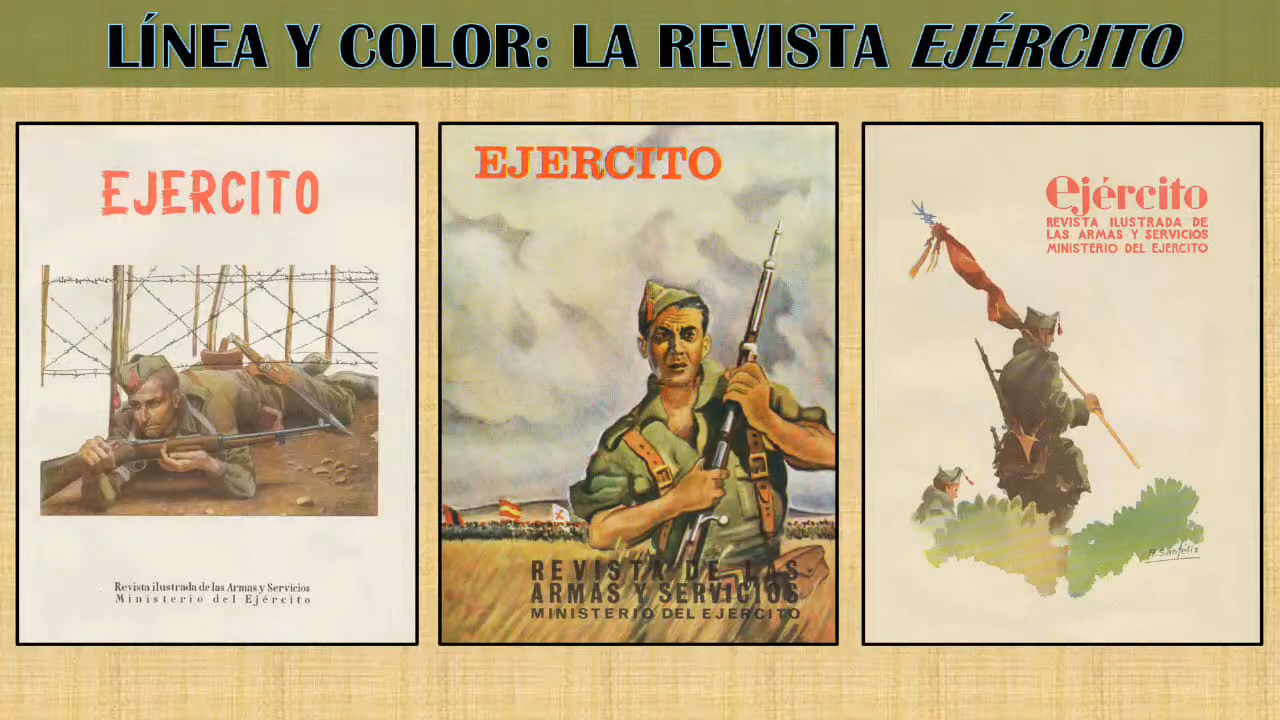 LÍNEA Y COLOR: LA REVISTA EJÉRCITO
EJERCITO
Revista ilustrada de las Armas y Servicios
Ministerio del Ejército
EJERCITO
REVISTA DE LAS
ARMAS Y SERVICIOS
MINISTERIO DEL EJERCITO
ejército
REVISTA ILUSTRADA DE
LAS ARMAS Y SERVICIOS
MINISTERIO DEL EJERCITO
A. Sanfeliz